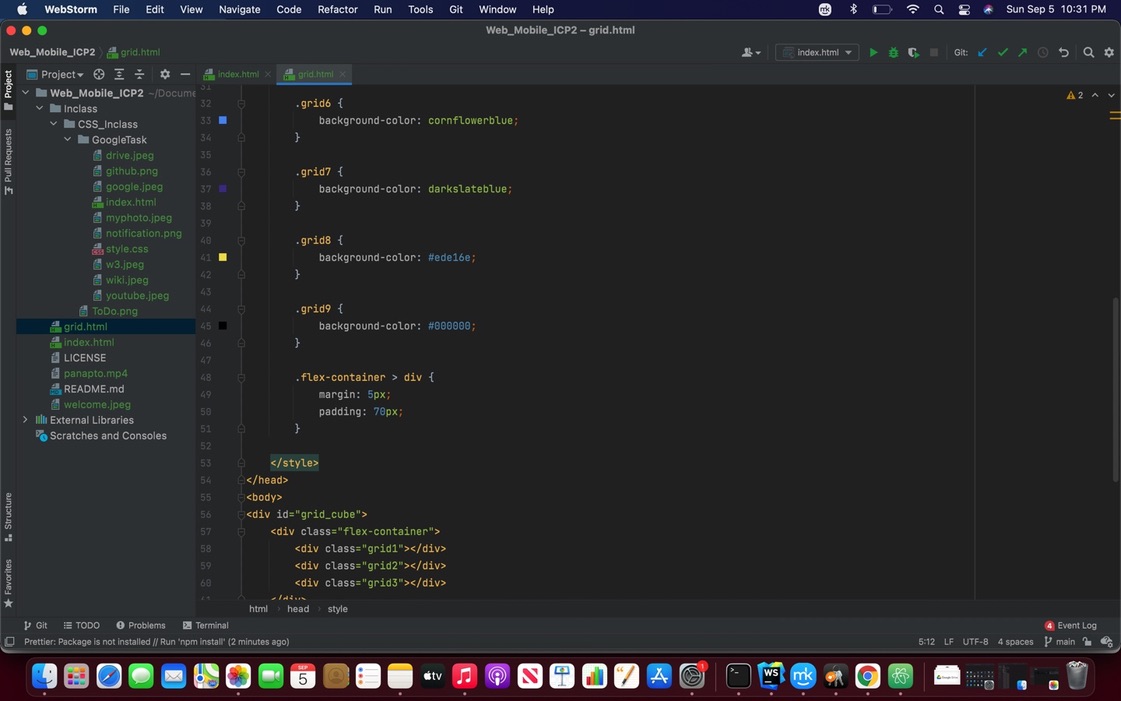 WebStorm File Edit View Navigate Code Refactor Run Tools Git Window Help mk Sun Sep 5 10:31 PM
Web_Mobile_ICP2 – grid.html
Web_Mobile_ICP2 grid.html index.html Git:
Project index.html grid.html
Project
Pull Requests
Structure
Favorites
Web_Mobile_ICP2 ~/Docume
Inclass
CSS_Inclass
GoogleTask
drive.jpeg
github.png
google.jpeg
index.html
myphoto.jpeg
notification.png
style.css
w3.jpeg
wiki.jpeg
youtube.jpeg
ToDo.png
grid.html
index.html
LICENSE
panapto.mp4
README.md
welcome.jpeg
External Libraries
Scratches and Consoles
2
31
32 .grid6 {
33 background-color: cornflowerblue;
34 }
35
36 .grid7 {
37 background-color: darkslateblue;
38 }
39
40 .grid8 {
41 background-color: #ede16e;
42 }
43
44 .grid9 {
45 background-color: #000000;
46 }
47
48 .flex-container > div {
49 margin: 5px;
50 padding: 70px;
51 }
52
53 </style>
54 </head>
55 <body>
56 <div id="grid_cube">
57 <div class="flex-container">
58 <div class="grid1"></div>
59 <div class="grid2"></div>
60 <div class="grid3"></div>
61 </div>
html head style
Git TODO Problems Terminal 4 Event Log
Prettier: Package is not installed // Run 'npm install' (2 minutes ago) 5:12 LF UTF-8 4 spaces main
SEP
5
tv
1
WS
mk